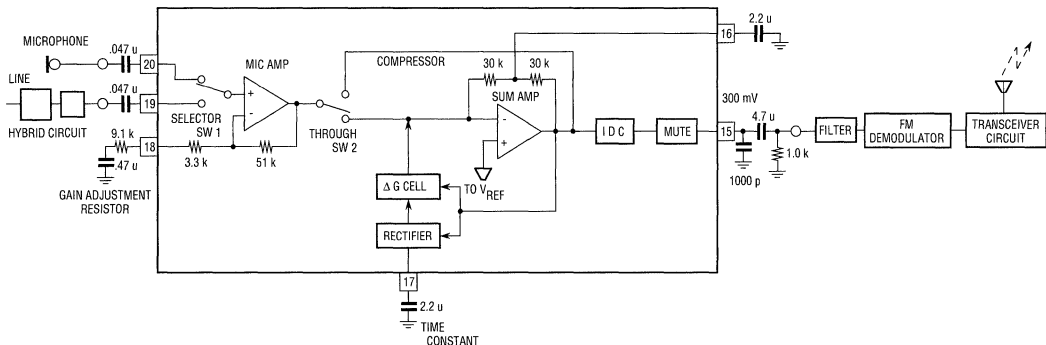 MICROPHONE
.047 u
20
LINE
.047 u
19
HYBRID CIRCUIT
9.1 k
18
.47 u
GAIN ADJUSTMENT
RESISTOR
MIC AMP
+
-
SELECTOR
SW 1
3.3 k
51 k
COMPRESSOR
THROUGH
SW 2
30 k
30 k
SUM AMP
-
+
TO VREF
Δ G CELL
RECTIFIER
17
2.2 u
TIME
CONSTANT
I D C
MUTE
16
2.2 u
300 mV
15
4.7 u
1.0 k
1000 p
FILTER
FM
DEMODULATOR
TRANSCEIVER
CIRCUIT